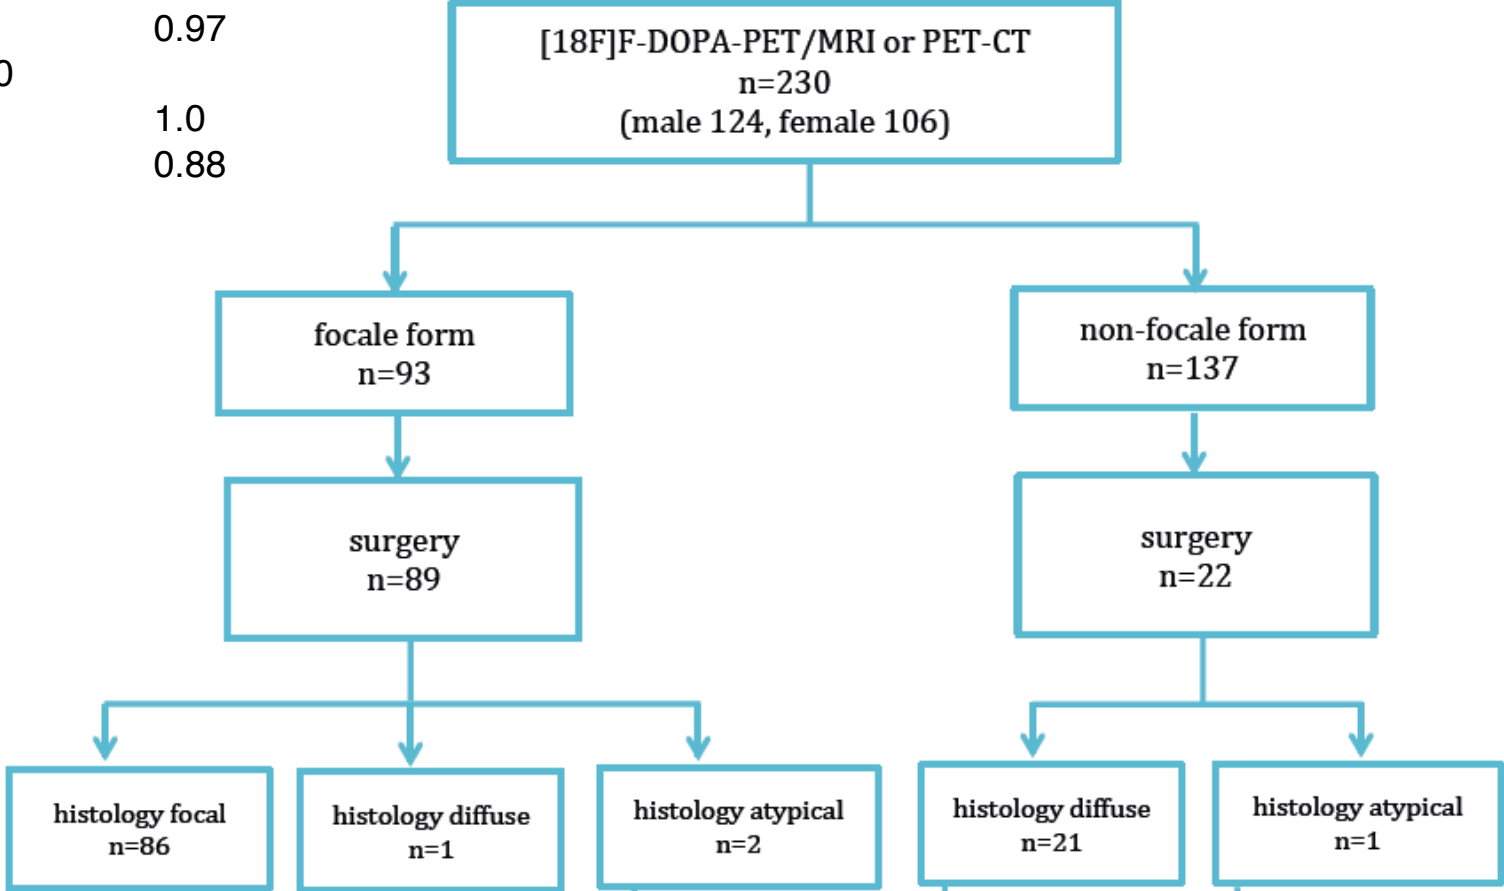 0.97
0
1.0
0.88
[18F]F-DOPA-PET/MRI or PET-CT
n=230
(male 124, female 106)
focale form
n=93
non-focale form
n=137
surgery
n=89
surgery
n=22
histology focal
n=86
histology diffuse
n=1
histology atypical
n=2
histology diffuse
n=21
histology atypical
n=1